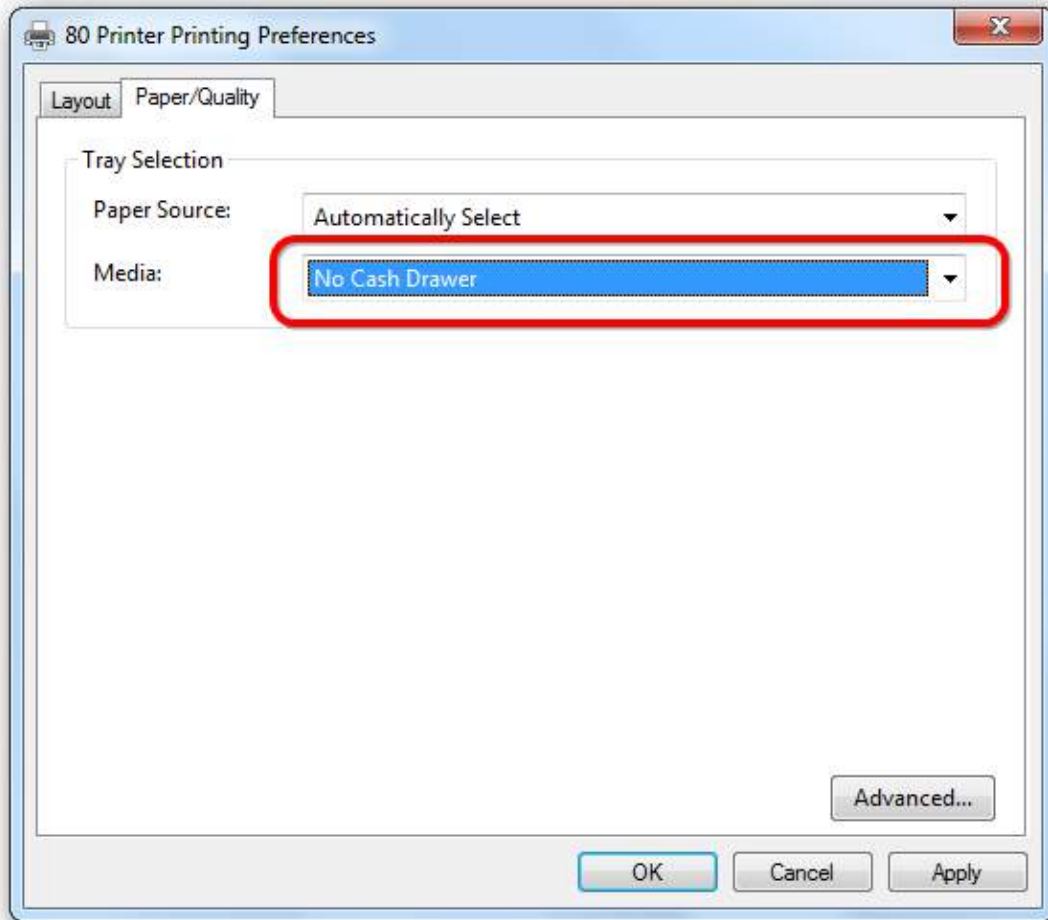 80 Printer Printing Preferences
Layout Paper/Quality
Tray Selection
Paper Source: Automatically Select
Media: No Cash Drawer
Advanced...
OK Cancel Apply